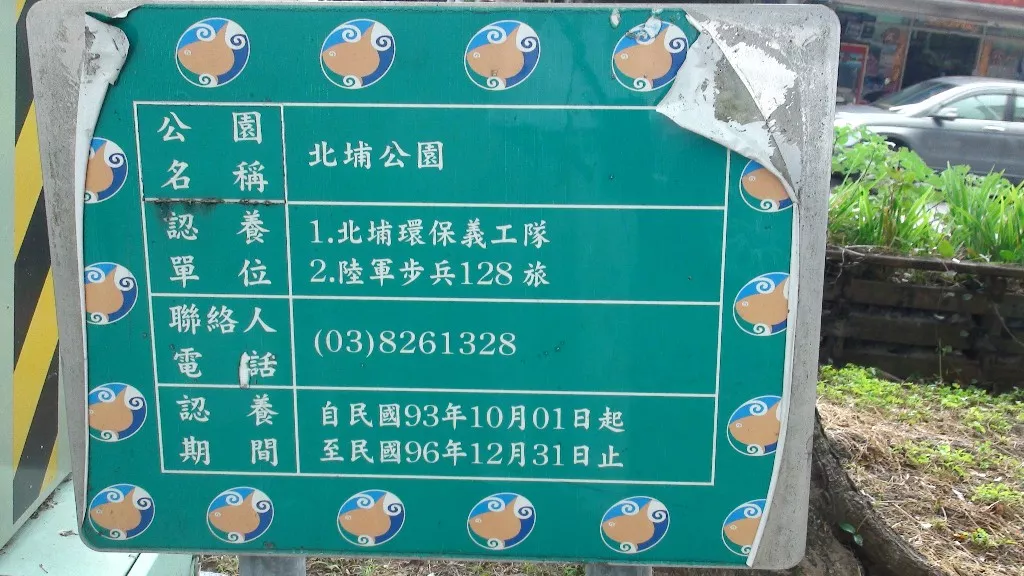 公園名稱
北埔公園
認養單位
1.北埔環保義工隊
2.陸軍步兵128旅
聯絡人電話
(03)8261328
認養期間
自民國93年10月01日起
至民國96年12月31日止